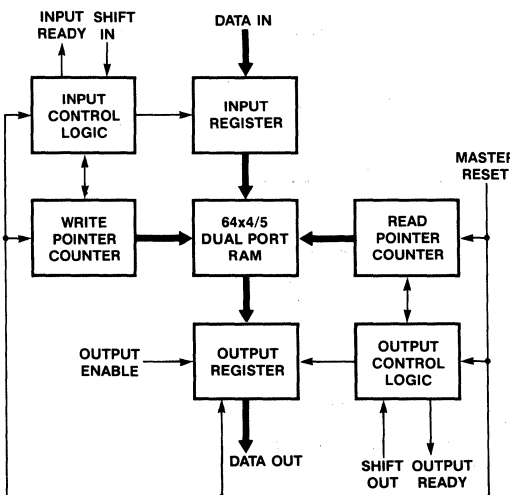 INPUT
READY
SHIFT
IN
DATA IN
INPUT
CONTROL
LOGIC
INPUT
REGISTER
MASTER
RESET
WRITE
POINTER
COUNTER
64x4/5
DUAL PORT
RAM
READ
POINTER
COUNTER
OUTPUT
ENABLE
OUTPUT
REGISTER
OUTPUT
CONTROL
LOGIC
DATA OUT
SHIFT
OUT
OUTPUT
READY